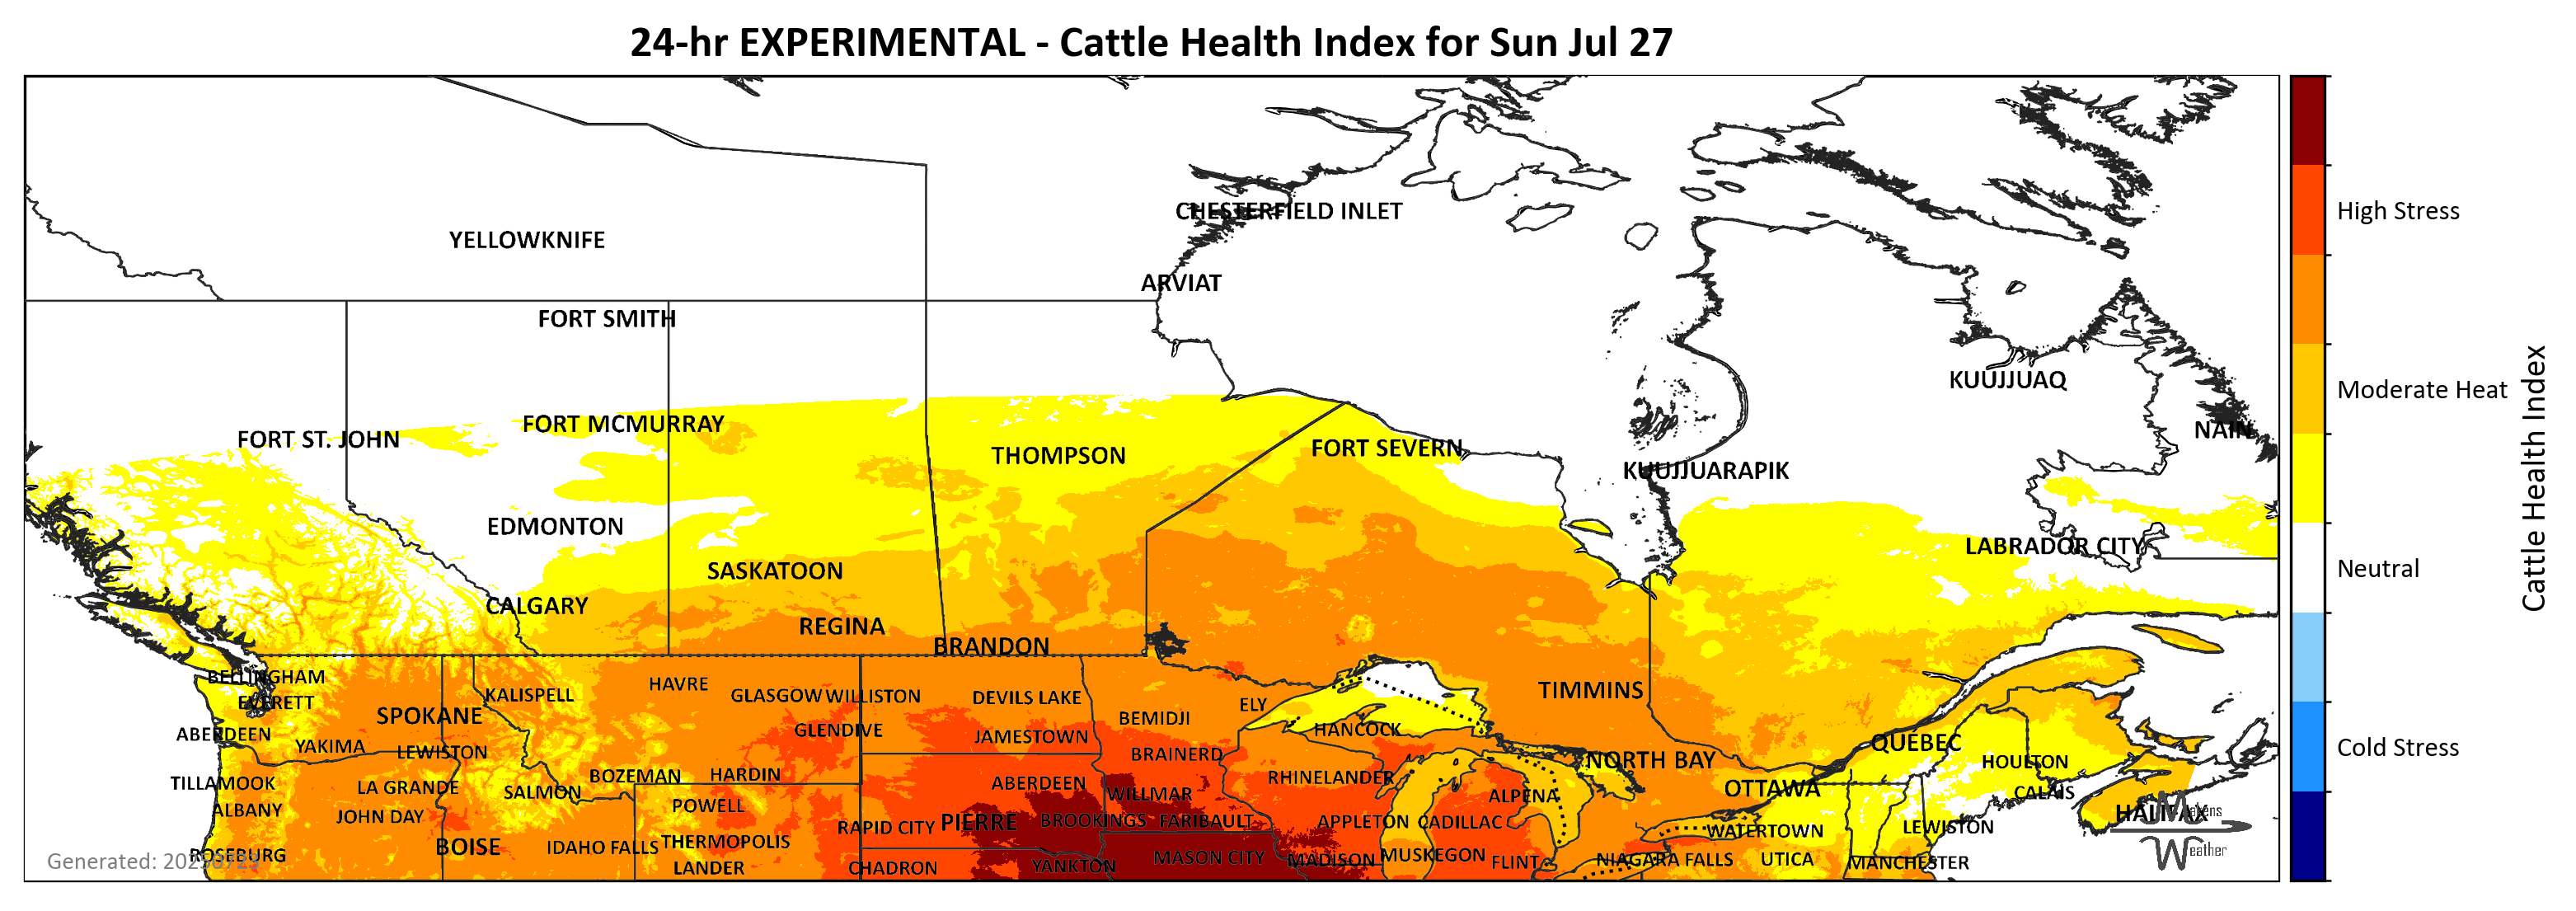 24-hr EXPERIMENTAL - Cattle Health Index for Sun Jul 27
CHESTERFIELD INLET
YELLOWKNIFE
ARVIAT
FORT SMITH
KUUJJUAQ
FORT MCMURRAY
NAIN
FORT ST. JOHN
FORT SEVERN
THOMPSON
KUUJJUARAPIK
EDMONTON
LABRADOR CITY
SASKATOON
CALGARY
REGINA
BRANDON
BELLINGHAM
HAVRE
KALISPELL
GLASGOW
WILLISTON
DEVILS LAKE
TIMMINS
EVERETT
ELY
SPOKANE
BEMIDJI
GLENDIVE
HANCOCK
ABERDEEN
JAMESTOWN
QUEBEC
YAKIMA
LEWISTON
BRAINERD
NORTH BAY
HOULTON
BOZEMAN
HARDIN
RHINELANDER
TILLAMOOK
LA GRANDE
ABERDEEN
OTTAWA
SALMON
WILLMAR
ALPENA
CALAIS
ALBANY
POWELL
HALIFAX
JOHN DAY
PIERRE
BROOKINGS
FARIBAULT
APPLETON
CADILLAC
RAPID CITY
LEWISTON
WATERTOWN
BOISE
IDAHO FALLS
THERMOPOLIS
ROSEBURG
MASON CITY
MADISON
MUSKEGON
NIAGARA FALLS
UTICA
FLINT
MANCHESTER
LANDER
CHADRON
YANKTON
Generated:
Makens
Weather
High Stress
Moderate Heat
Neutral
Cold Stress
Cattle Health Index